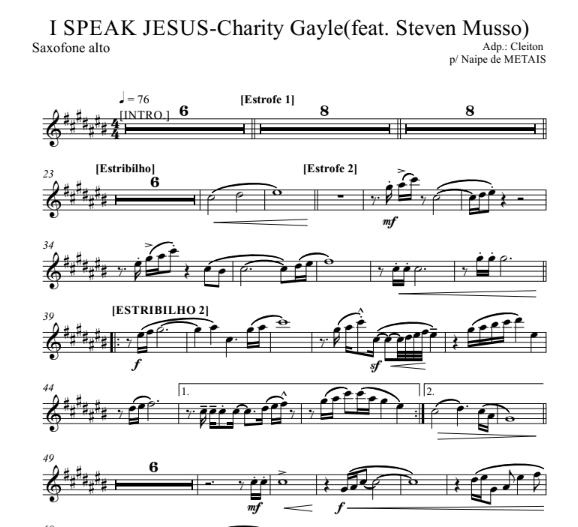 I SPEAK JESUS-Charity Gayle(feat. Steven Musso)
Saxofone alto
Adp.: Cleiton
p/ Naipe de METAIS
♩ = 76
[INTRO.]
6
[Estrofe 1]
8
8
4
4
23
[Estribilho]
6
[Estrofe 2]
mf
34
39
[ESTRIBILHO 2]
f
sf
44
1.
2.
49
6
mf
f